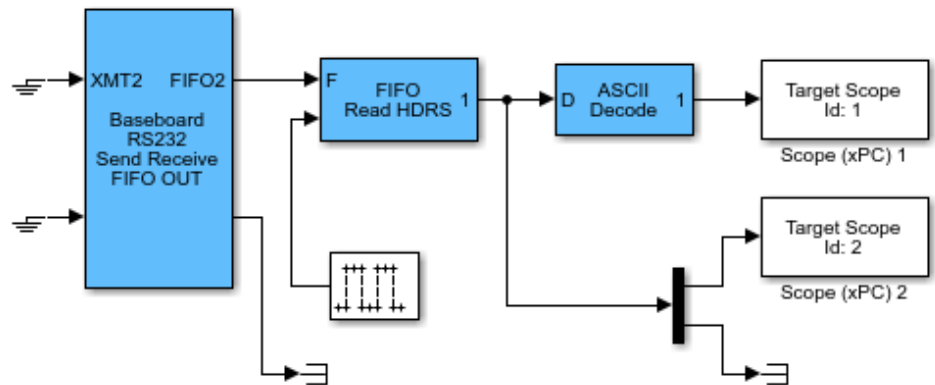 XMT2 FIFO2
Baseboard
RS232
Send Receive
FIFO OUT
F
FIFO
Read HDRS
1
D
ASCII
Decode
1
Target Scope
Id: 1
Scope (xPC) 1
Target Scope
Id: 2
Scope (xPC) 2